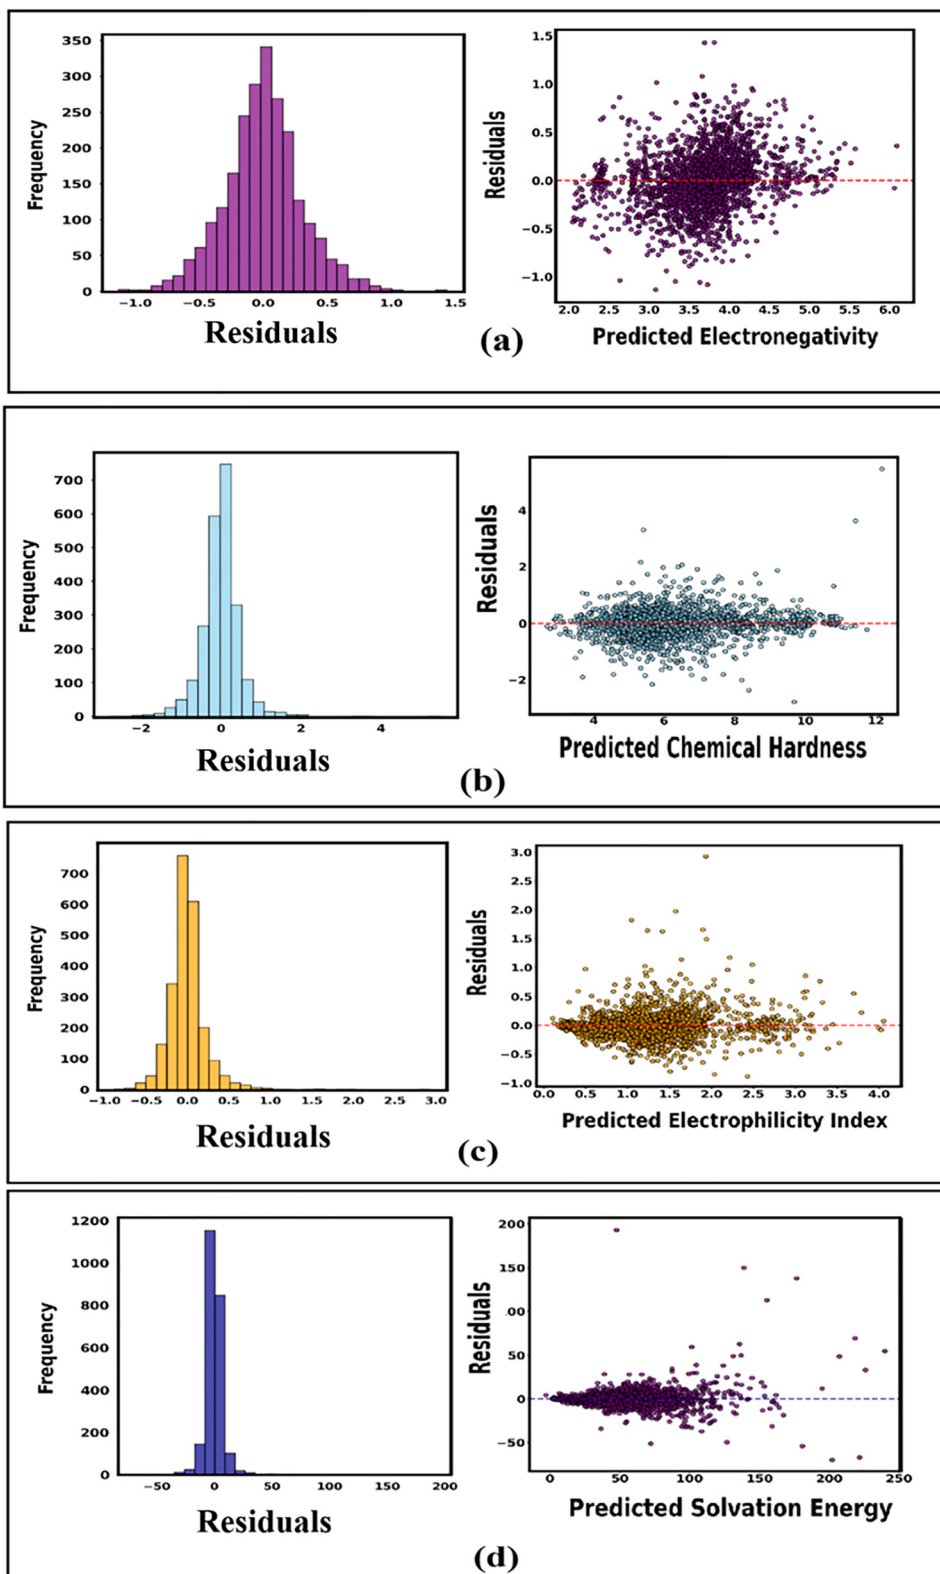 350
300
250
200
150
100
50
0
Frequency
−1.0 −0.5 0.0 0.5 1.0 1.5
Residuals
1.5
1.0
0.5
0.0
−0.5
−1.0
Residuals
2.0 2.5 3.0 3.5 4.0 4.5 5.0 5.5 6.0
Predicted Electronegativity
(a)
700
600
500
400
300
200
100
0
Frequency
−2 0 2 4
Residuals
4
2
0
−2
Residuals
4 6 8 10 12
Predicted Chemical Hardness
(b)
700
600
500
400
300
200
100
0
Frequency
−1.0 −0.5 0.0 0.5 1.0 1.5 2.0 2.5 3.0
Residuals
3.0
2.5
2.0
1.5
1.0
0.5
0.0
−0.5
−1.0
Residuals
0.0 0.5 1.0 1.5 2.0 2.5 3.0 3.5 4.0
Predicted Electrophilicity Index
(c)
1200
1000
800
600
400
200
0
Frequency
−50 0 50 100 150 200
Residuals
200
150
.00
50
0
−50
Residuals
0 50 100 150 200 250
Predicted Solvation Energy
(d)